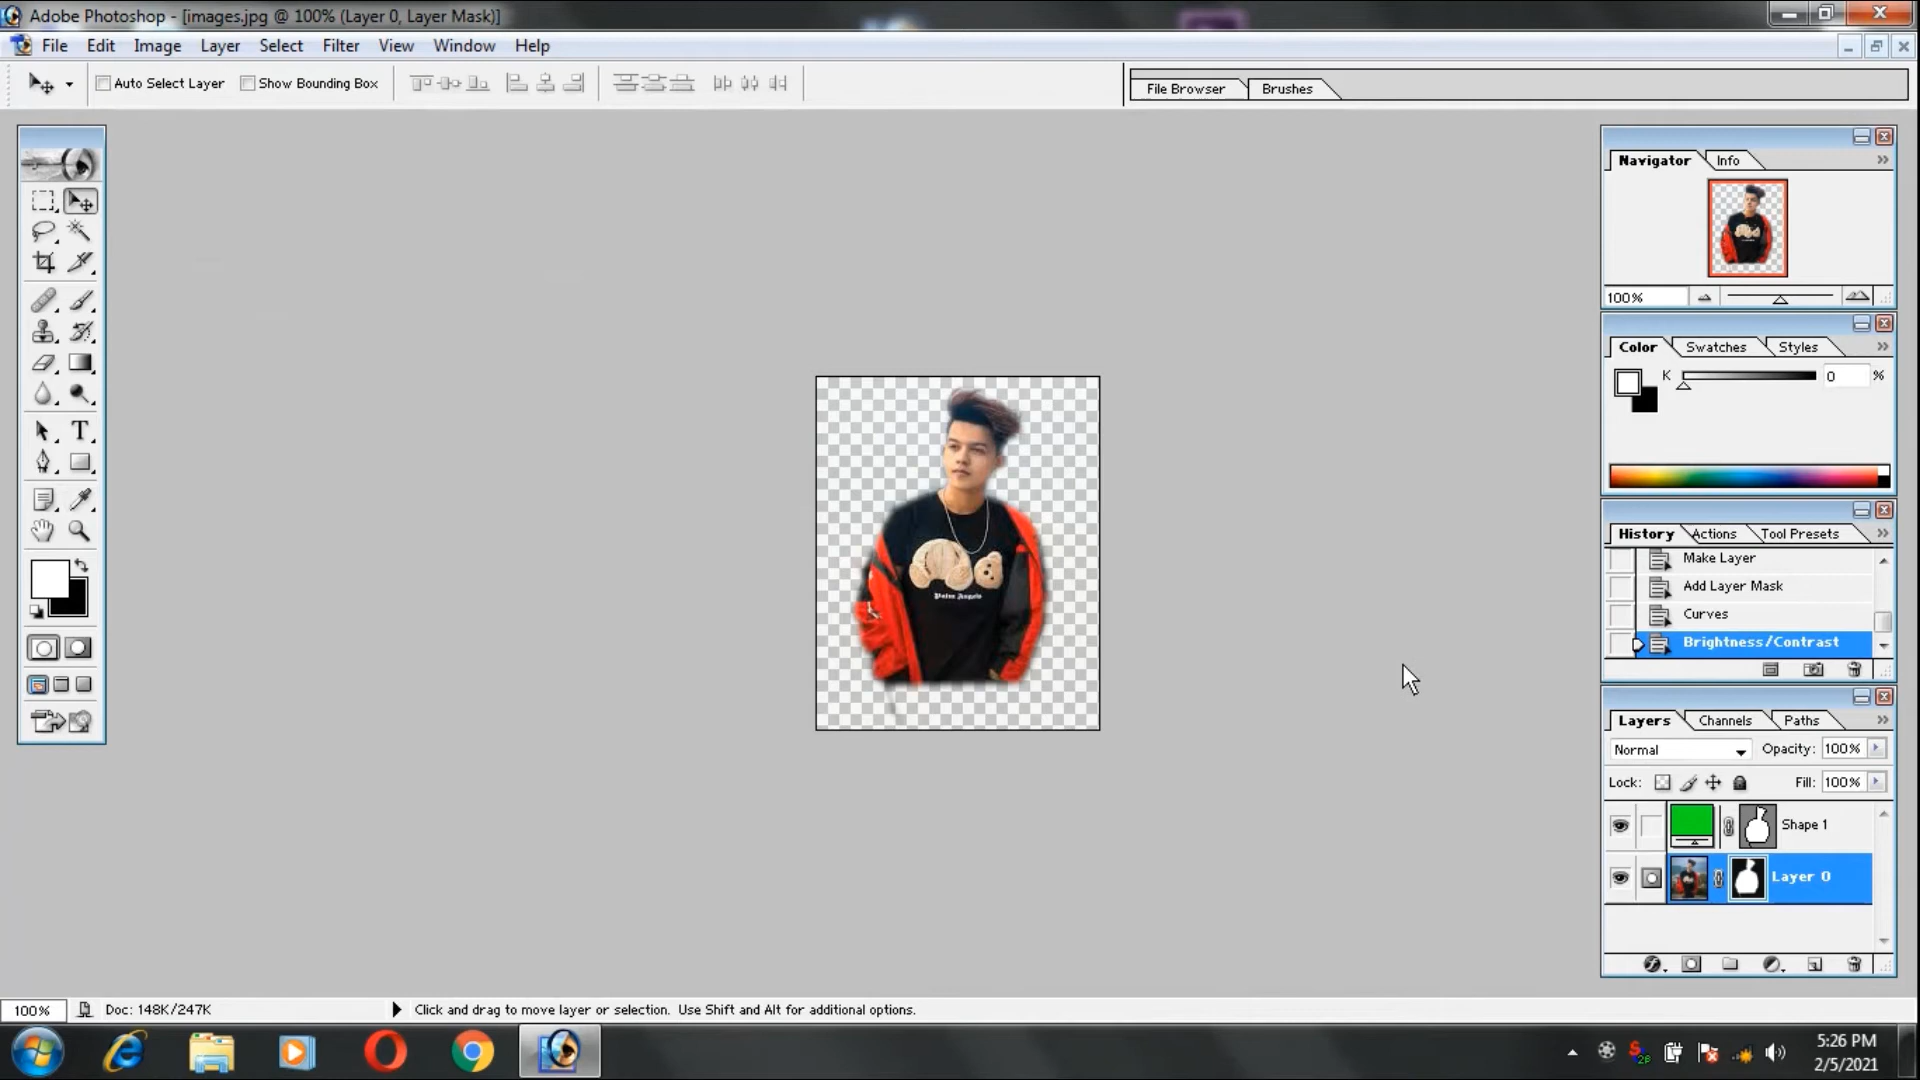 Adobe Photoshop - [images.jpg @ 100% (Layer 0, Layer Mask)]
File Edit Image Layer Select Filter View Window Help
Auto Select Layer Show Bounding Box
File Browser Brushes
Navigator Info
100%
Color Swatches Styles
K 0 %
History Actions Tool Presets
Make Layer
Add Layer Mask
Curves
Brightness/Contrast
Layers Channels Paths
Normal Opacity: 100%
Lock: Fill: 100%
Shape 1
Layer 0
T
Palm Angels
100% Doc: 148K/247K Click and drag to move layer or selection. Use Shift and Alt for additional options.
5:26 PM
2/5/2021